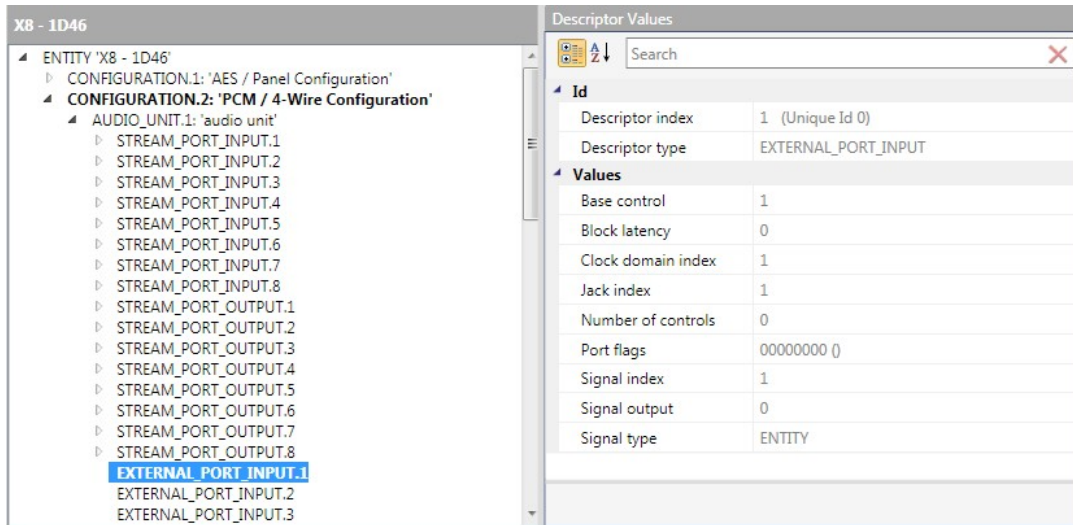 X8 - 1D46
ENTITY 'X8 - 1D46'
CONFIGURATION.1: 'AES / Panel Configuration'
CONFIGURATION.2: 'PCM / 4-Wire Configuration'
AUDIO_UNIT.1: 'audio unit'
STREAM_PORT_INPUT.1
STREAM_PORT_INPUT.2
STREAM_PORT_INPUT.3
STREAM_PORT_INPUT.4
STREAM_PORT_INPUT.5
STREAM_PORT_INPUT.6
STREAM_PORT_INPUT.7
STREAM_PORT_INPUT.8
STREAM_PORT_OUTPUT.1
STREAM_PORT_OUTPUT.2
STREAM_PORT_OUTPUT.3
STREAM_PORT_OUTPUT.4
STREAM_PORT_OUTPUT.5
STREAM_PORT_OUTPUT.6
STREAM_PORT_OUTPUT.7
STREAM_PORT_OUTPUT.8
EXTERNAL_PORT_INPUT.1
EXTERNAL_PORT_INPUT.2
EXTERNAL_PORT_INPUT.3
Descriptor Values
A Z Search
Id
Descriptor index 1 (Unique Id 0)
Descriptor type EXTERNAL_PORT_INPUT
Values
Base control 1
Block latency 0
Clock domain index 1
Jack index 1
Number of controls 0
Port flags 00000000 ()
Signal index 1
Signal output 0
Signal type ENTITY